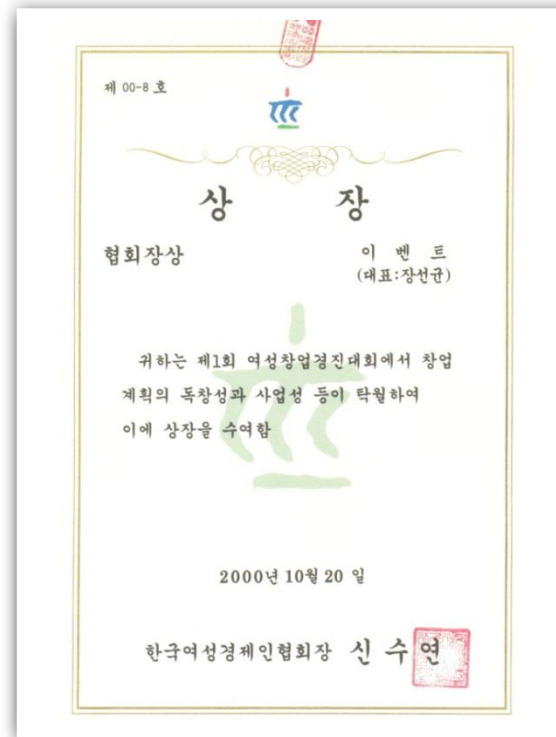 제 00-8 호
상 장
협회장상
이 벤 트
(대표:장선균)
귀하는 제1회 여성창업경진대회에서 창업
계획의 독창성과 사업성 등이 탁월하여
이에 상장을 수여함
2000년 10월 20 일
한국여성경제인협회장 신 수 연